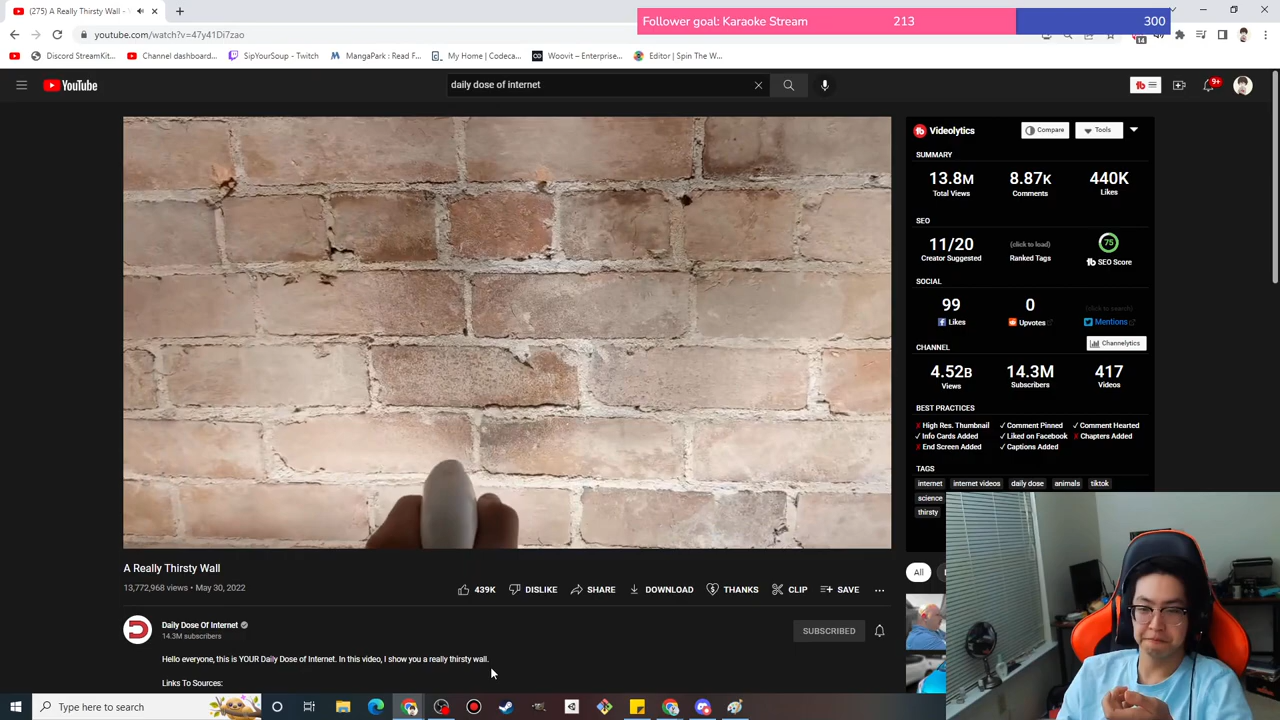 (275) A Really Thirsty Wall -
Follower goal: Karaoke Stream 213 300
youtube.com/watch?v=47y41Di7zao
14
Discord StreamKit...
Channel dashboard...
SipYourSoup - Twitch
MangaPark : Read F...
My Home | Codeca...
Woovit – Enterprise...
Editor | Spin The W...
YouTube
daily dose of internet
9+
Videolytics
Compare
Tools
SUMMARY
13.8M 8.87K 440K
Total Views Comments Likes
SEO
11/20 (click to load) 75
Creator Suggested Ranked Tags SEO Score
SOCIAL
99 0 (click to search)
Likes Upvotes Mentions
CHANNEL
Channelytics
4.52B 14.3M 417
Views Subscribers Videos
BEST PRACTICES
High Res. Thumbnail Comment Pinned Comment Hearted
Info Cards Added Liked on Facebook Chapters Added
End Screen Added Captions Added
TAGS
internet internet videos daily dose animals tiktok
science
thirsty
All
A Really Thirsty Wall
13,772,968 views • May 30, 2022
439K DISLIKE SHARE DOWNLOAD THANKS CLIP SAVE
Daily Dose Of Internet
14.3M subscribers
SUBSCRIBED
Hello everyone, this is YOUR Daily Dose of Internet. In this video, I show you a really thirsty wall.
Links To Sources:
Type here to search